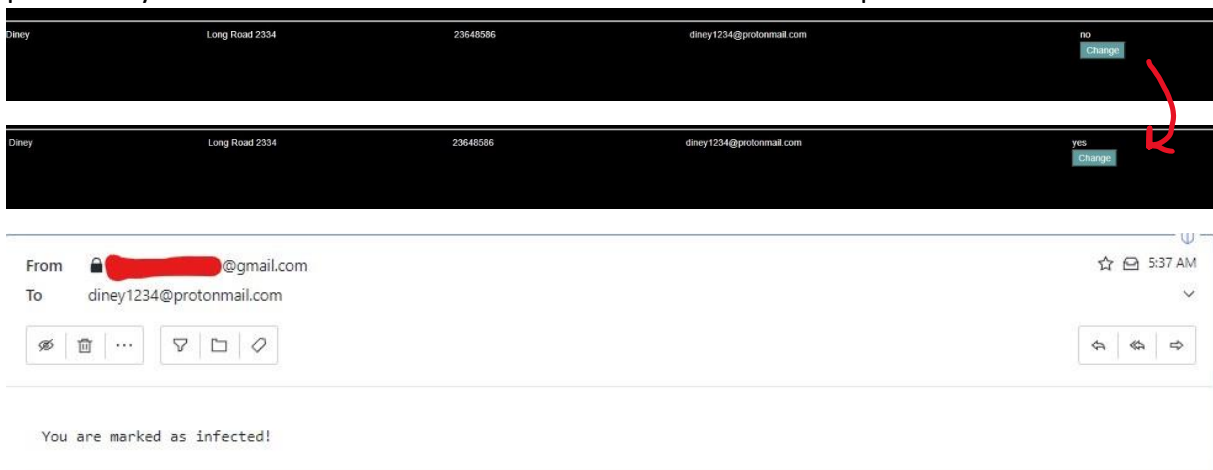 Diney Long Road 2334 23648586 diney1234@protonmail.com no
Change
Diney Long Road 2334 23648586 diney1234@protonmail.com yes
Change
From @gmail.com 5:37 AM
To diney1234@protonmail.com
You are marked as infected!